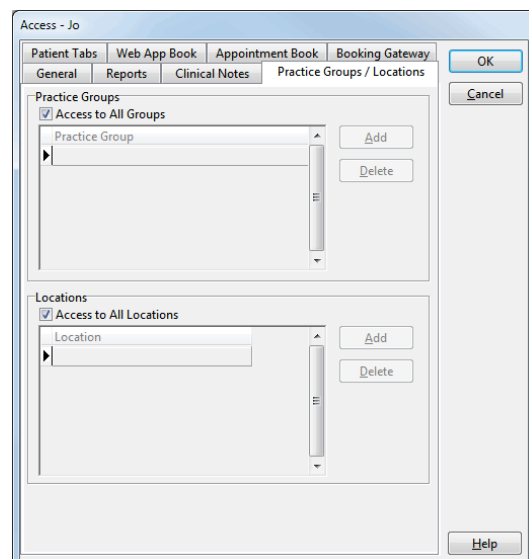 Access - Jo
Patient Tabs Web App Book Appointment Book Booking Gateway
General Reports Clinical Notes Practice Groups / Locations
OK
Cancel
Practice Groups
Access to All Groups
Practice Group
Add
Delete
Locations
Access to All Locations
Location
Add
Delete
Help